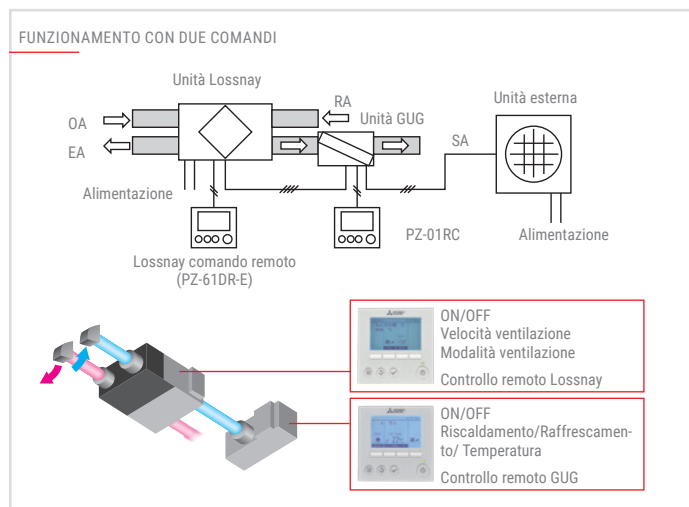 FUNZIONAMENTO CON DUE COMANDI
Unità Lossnay
OA
EA
RA
Unità GUG
SA
Unità esterna
Alimentazione
PZ-01RC
Alimentazione
Lossnay comando remoto
(PZ-61DR-E)
ON/OFF
Velocità ventilazione
Modalità ventilazione
Controllo remoto Lossnay
ON/OFF
Riscaldamento/Raffrescamen-
to/ Temperatura
Controllo remoto GUG